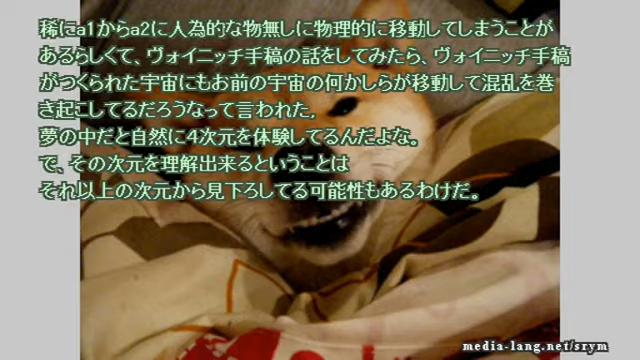 稀にa1からa2に人為的な物無しに物理的に移動してしまうことが
あるらしくて、ヴォイニッチ手稿の話をしてみたら、ヴォイニッチ手稿
がつくられた宇宙にもお前の宇宙の何かしらが移動して混乱を巻
き起こしてるだろうなって言われた，
夢の中だと自然に4次元を体験してるんだよな。
で、その次元を理解出来るということは
それ以上の次元から見下ろしてる可能性もあるわけだ。
media-lang.net/srym